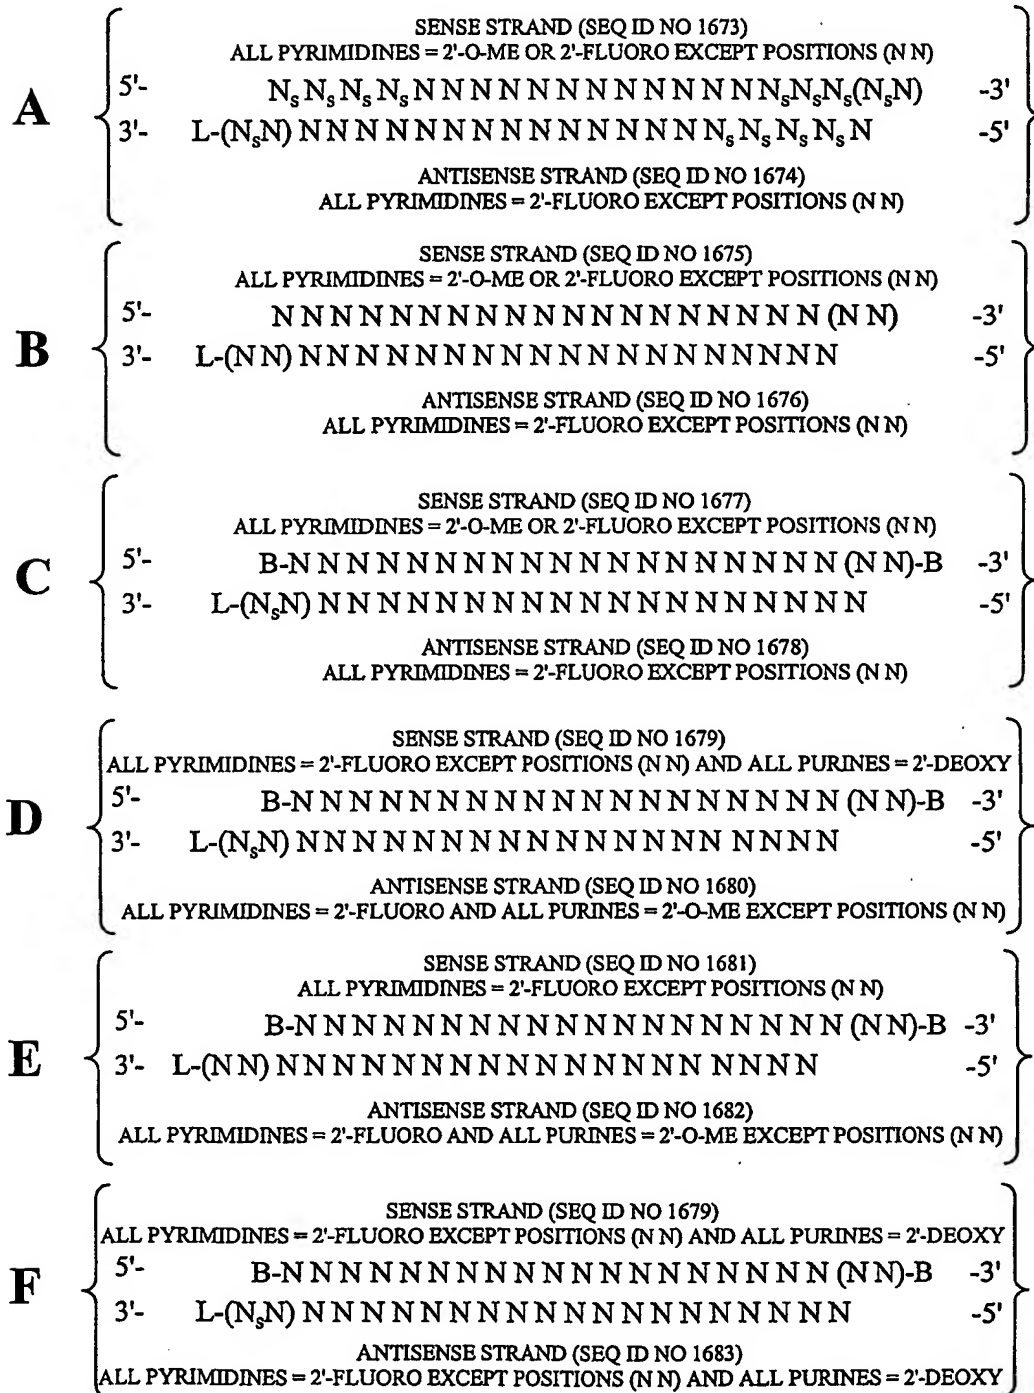 SENSE STRAND (SEQ ID NO 1673)
ALL PYRIMIDINES = 2'-O-ME OR 2'-FLUORO EXCEPT POSITIONS (N N)
A
5'- NₛNₛNₛNₛN N N N N N N N N N N N NₛNₛNₛ(NₛN) -3'
3'- L-(NₛN) N N N N N N N N N N N N N N Nₛ Nₛ Nₛ Nₛ N -5'
ANTISENSE STRAND (SEQ ID NO 1674)
ALL PYRIMIDINES = 2'-FLUORO EXCEPT POSITIONS (N N)
SENSE STRAND (SEQ ID NO 1675)
ALL PYRIMIDINES = 2'-O-ME OR 2'-FLUORO EXCEPT POSITIONS (N N)
B
5'- N N N N N N N N N N N N N N N N N N N (N N) -3'
3'- L-(N N) N N N N N N N N N N N N N N N N N N N -5'
ANTISENSE STRAND (SEQ ID NO 1676)
ALL PYRIMIDINES = 2'-FLUORO EXCEPT POSITIONS (N N)
SENSE STRAND (SEQ ID NO 1677)
ALL PYRIMIDINES = 2'-O-ME OR 2'-FLUORO EXCEPT POSITIONS (N N)
C
5'- B-N N N N N N N N N N N N N N N N N N N (N N)-B -3'
3'- L-(NₛN) N N N N N N N N N N N N N N N N N N N -5'
ANTISENSE STRAND (SEQ ID NO 1678)
ALL PYRIMIDINES = 2'-FLUORO EXCEPT POSITIONS (N N)
SENSE STRAND (SEQ ID NO 1679)
ALL PYRIMIDINES = 2'-FLUORO EXCEPT POSITIONS (N N) AND ALL PURINES = 2'-DEOXY
D
5'- B-N N N N N N N N N N N N N N N N N N N (N N)-B -3'
3'- L-(NₛN) N N N N N N N N N N N N N N N N N N N -5'
ANTISENSE STRAND (SEQ ID NO 1680)
ALL PYRIMIDINES = 2'-FLUORO AND ALL PURINES = 2'-O-ME EXCEPT POSITIONS (N N)
SENSE STRAND (SEQ ID NO 1681)
ALL PYRIMIDINES = 2'-FLUORO EXCEPT POSITIONS (N N)
E
5'- B-N N N N N N N N N N N N N N N N N N N (N N)-B -3'
3'- L-(N N) N N N N N N N N N N N N N N N N N N N -5'
ANTISENSE STRAND (SEQ ID NO 1682)
ALL PYRIMIDINES = 2'-FLUORO AND ALL PURINES = 2'-O-ME EXCEPT POSITIONS (N N)
SENSE STRAND (SEQ ID NO 1679)
ALL PYRIMIDINES = 2'-FLUORO EXCEPT POSITIONS (N N) AND ALL PURINES = 2'-DEOXY
F
5'- B-N N N N N N N N N N N N N N N N N N N (N N)-B -3'
3'- L-(NₛN) N N N N N N N N N N N N N N N N N N N -5'
ANTISENSE STRAND (SEQ ID NO 1683)
ALL PYRIMIDINES = 2'-FLUORO EXCEPT POSITIONS (N N) AND ALL PURINES = 2'-DEOXY